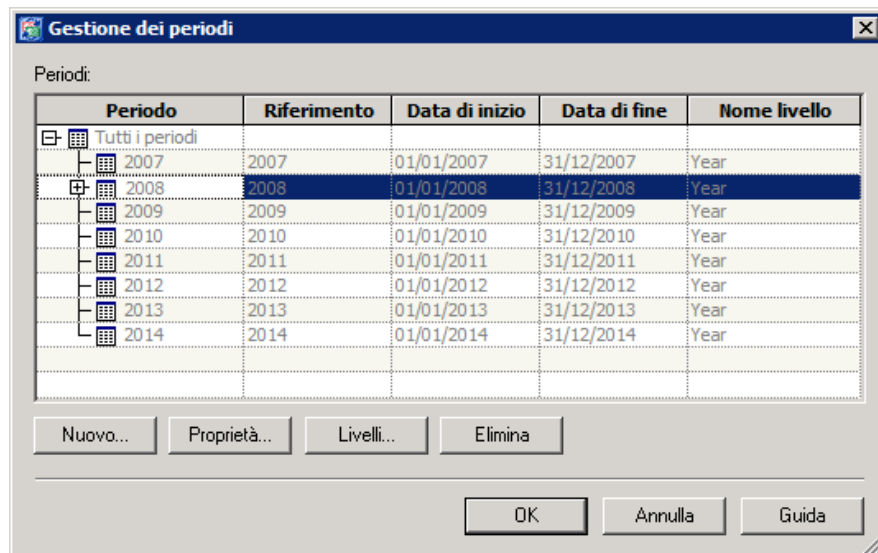 Gestione dei periodi
Periodi:
Periodo Riferimento Data di inizio Data di fine Nome livello
Tutti i periodi
2007 2007 01/01/2007 31/12/2007 Year
2008 2008 01/01/2008 31/12/2008 Year
2009 2009 01/01/2009 31/12/2009 Year
2010 2010 01/01/2010 31/12/2010 Year
2011 2011 01/01/2011 31/12/2011 Year
2012 2012 01/01/2012 31/12/2012 Year
2013 2013 01/01/2013 31/12/2013 Year
2014 2014 01/01/2014 31/12/2014 Year
Nuovo... Proprietà... Livelli... Elimina
OK Annulla Guida